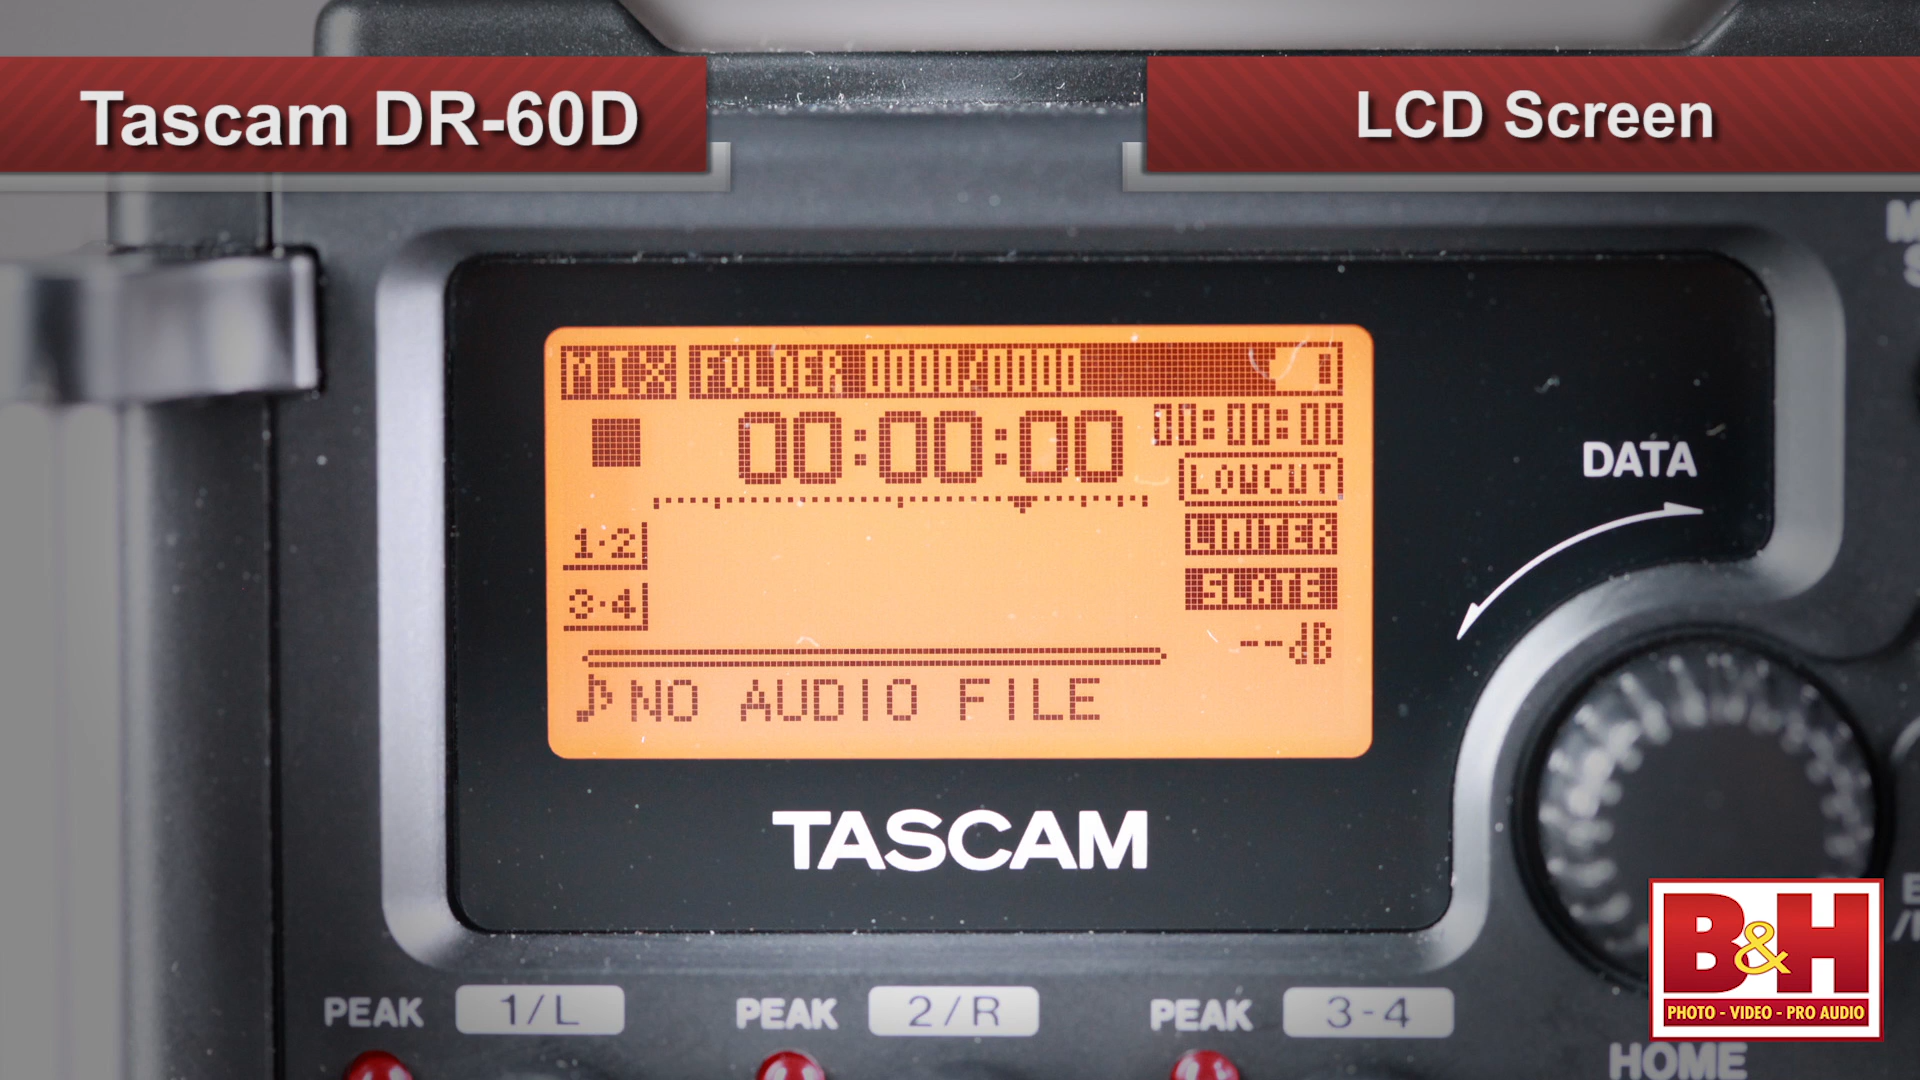 Tascam DR-60D
LCD Screen
MIX FOLDER 0000/0000
00:00:00
00:00:00
LOWCUT
LIMITER
SLATE
1·2
3·4
--dB
NO AUDIO FILE
DATA
TASCAM
PEAK 1/L
PEAK 2/R
PEAK 3-4
HOME
B&H
PHOTO - VIDEO - PRO AUDIO